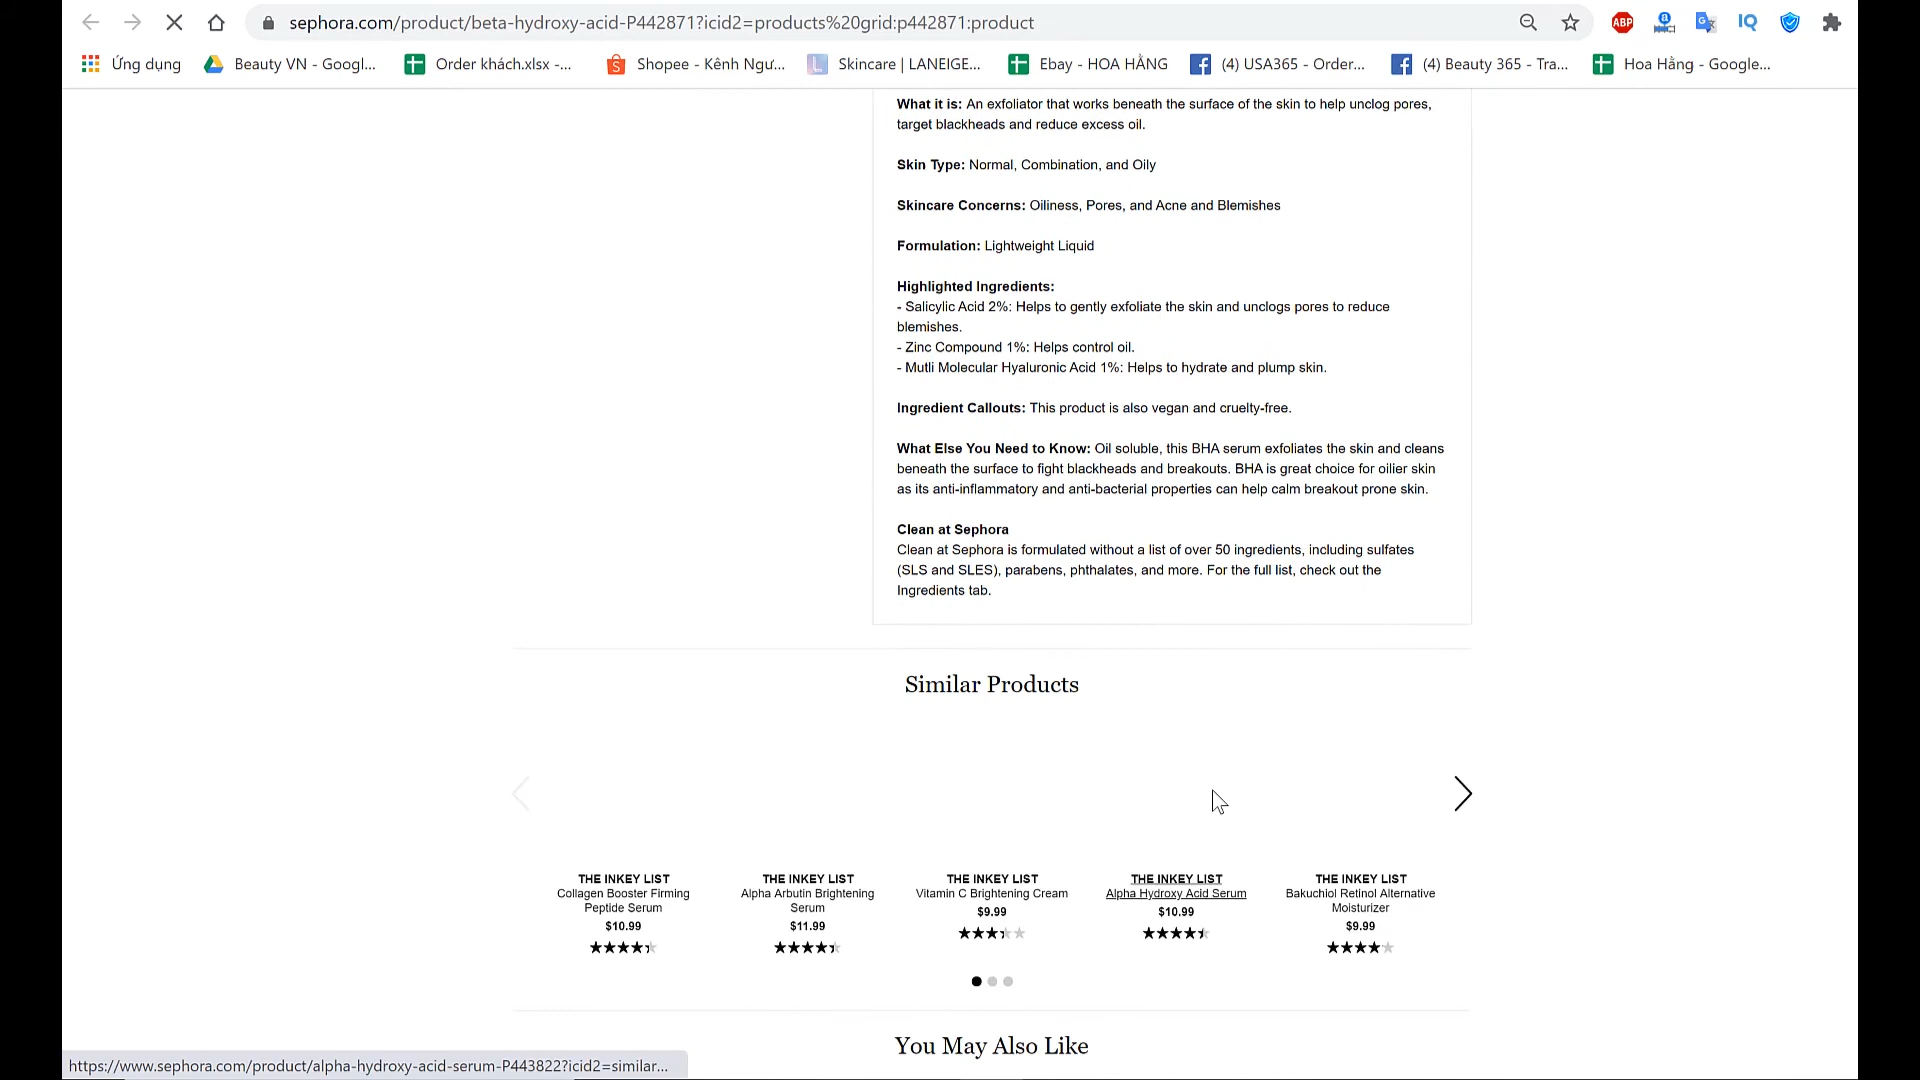 sephora.com/product/beta-hydroxy-acid-P442871?icid2=products%20grid:p442871:product
ABP
IQ
Ứng dụng
Beauty VN - Googl...
Order khách.xlsx -...
Shopee - Kênh Ngư...
Skincare | LANEIGE...
Ebay - HOA HẰNG
(4) USA365 - Order...
(4) Beauty 365 - Tra...
Hoa Hằng - Google...
What it is: An exfoliator that works beneath the surface of the skin to help unclog pores,
target blackheads and reduce excess oil.
Skin Type: Normal, Combination, and Oily
Skincare Concerns: Oiliness, Pores, and Acne and Blemishes
Formulation: Lightweight Liquid
Highlighted Ingredients:
- Salicylic Acid 2%: Helps to gently exfoliate the skin and unclogs pores to reduce
blemishes.
- Zinc Compound 1%: Helps control oil.
- Mutli Molecular Hyaluronic Acid 1%: Helps to hydrate and plump skin.
Ingredient Callouts: This product is also vegan and cruelty-free.
What Else You Need to Know: Oil soluble, this BHA serum exfoliates the skin and cleans
beneath the surface to fight blackheads and breakouts. BHA is great choice for oilier skin
as its anti-inflammatory and anti-bacterial properties can help calm breakout prone skin.
Clean at Sephora
Clean at Sephora is formulated without a list of over 50 ingredients, including sulfates
(SLS and SLES), parabens, phthalates, and more. For the full list, check out the
Ingredients tab.
Similar Products
THE INKEY LIST
Collagen Booster Firming
Peptide Serum
$10.99
THE INKEY LIST
Alpha Arbutin Brightening
Serum
$11.99
THE INKEY LIST
Vitamin C Brightening Cream
$9.99
THE INKEY LIST
Alpha Hydroxy Acid Serum
$10.99
THE INKEY LIST
Bakuchiol Retinol Alternative
Moisturizer
$9.99
You May Also Like
https://www.sephora.com/product/alpha-hydroxy-acid-serum-P443822?icid2=similar...